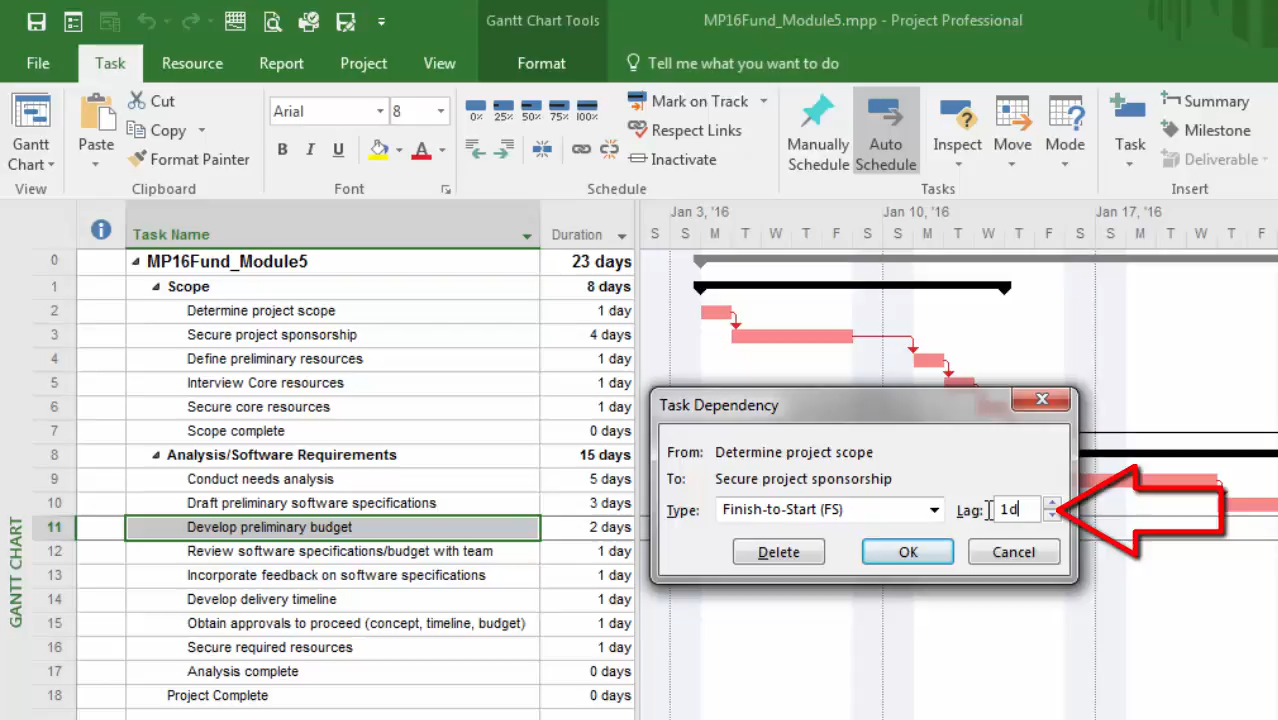 Gantt Chart Tools
MP16Fund_Module5.mpp - Project Professional
File Task Resource Report Project View Format Tell me what you want to do
Gantt Chart
View
Paste
Cut
Copy
Format Painter
Clipboard
Arial 8
B I U A
Font
0% 25% 50% 75% 100%
Mark on Track
Respect Links
Inactivate
Schedule
Manually Schedule
Auto Schedule
Inspect
Move
Mode
Tasks
Task
Summary
Milestone
Deliverable
Insert
Task Name Duration
Jan 3, '16 Jan 10, '16 Jan 17, '16
S S M T W T F S S M T W T F S S M T W T F
0 MP16Fund_Module5 23 days
1 Scope 8 days
2 Determine project scope 1 day
3 Secure project sponsorship 4 days
4 Define preliminary resources 1 day
5 Interview Core resources 1 day
6 Secure core resources 1 day
7 Scope complete 0 days
8 Analysis/Software Requirements 15 days
9 Conduct needs analysis 5 days
10 Draft preliminary software specifications 3 days
11 Develop preliminary budget 2 days
12 Review software specifications/budget with team 1 day
13 Incorporate feedback on software specifications 1 day
14 Develop delivery timeline 1 day
15 Obtain approvals to proceed (concept, timeline, budget) 1 day
16 Secure required resources 1 day
17 Analysis complete 0 days
18 Project Complete 0 days
GANTT CHART
Task Dependency
From: Determine project scope
To: Secure project sponsorship
Type: Finish-to-Start (FS) Lag: 1d
Delete OK Cancel